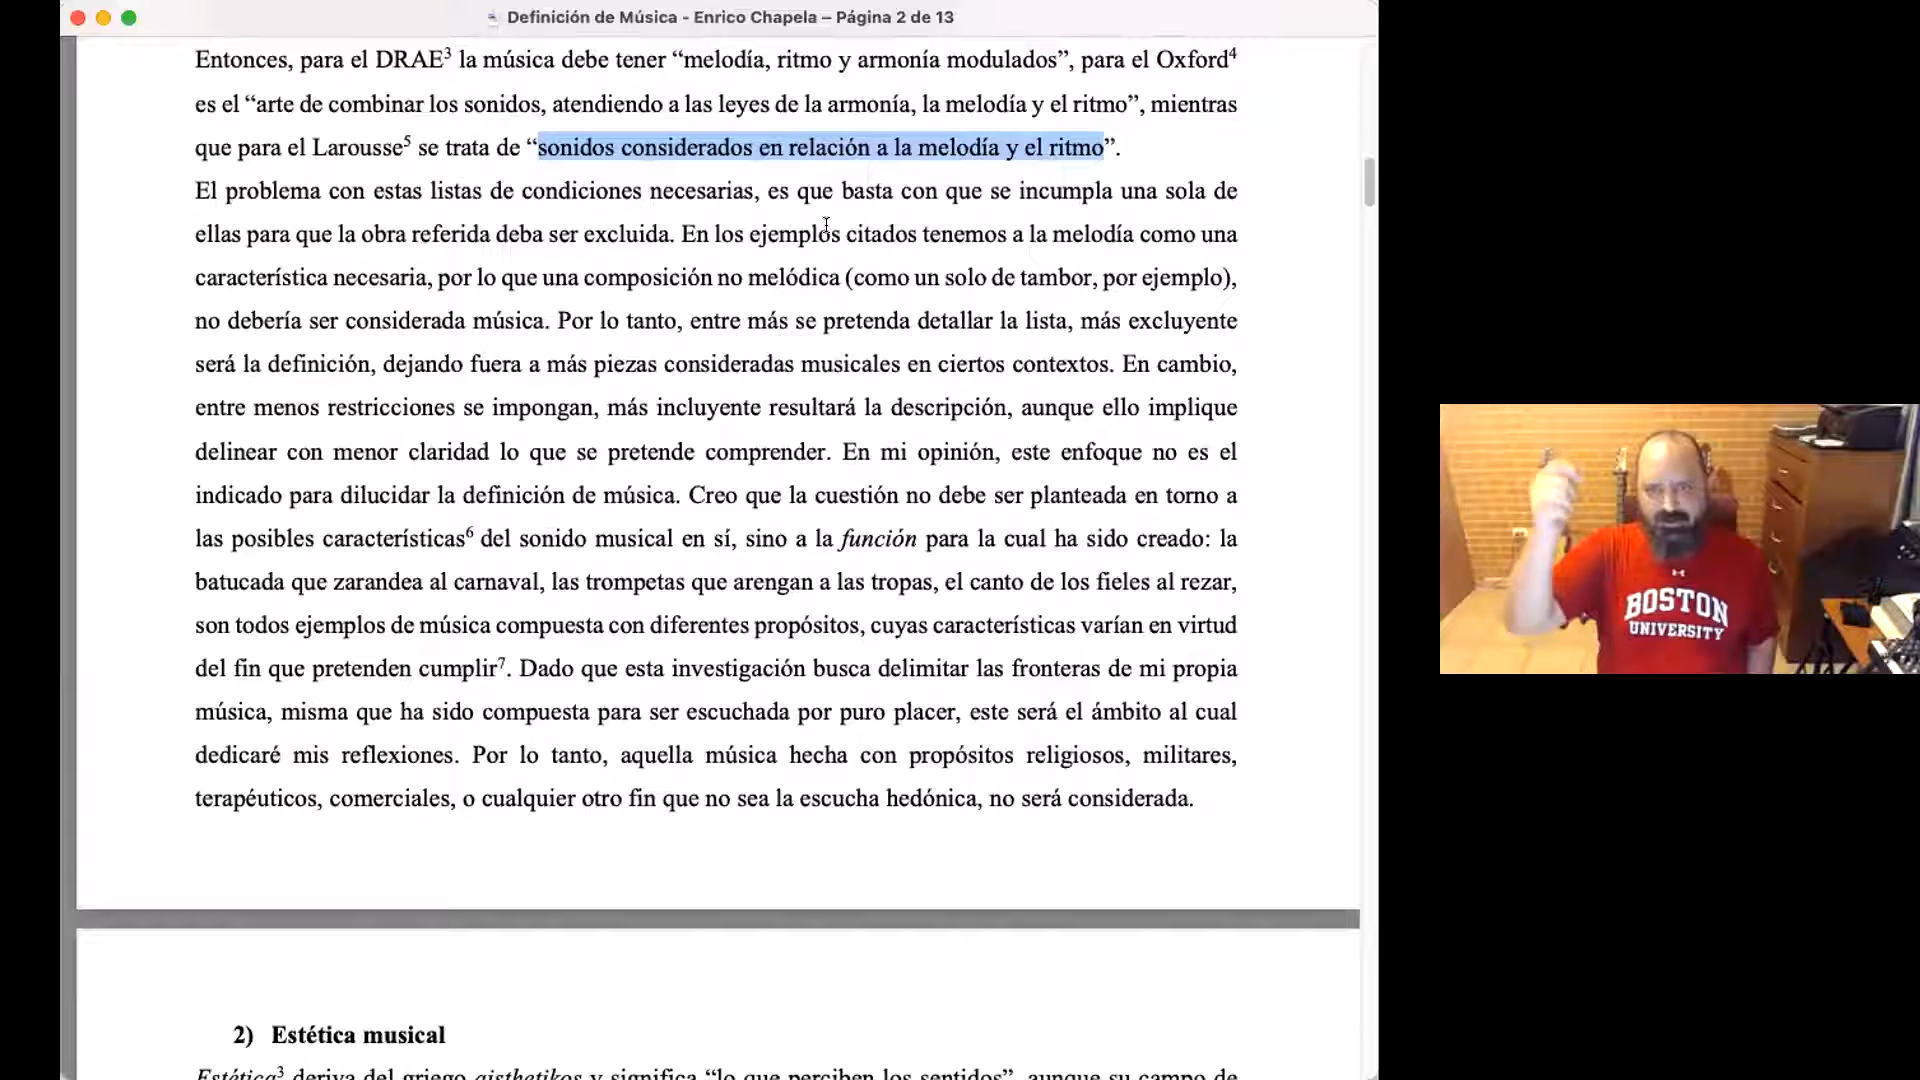 Definición de Música - Enrico Chapela – Página 2 de 13
Entonces, para el DRAE³ la música debe tener “melodía, ritmo y armonía modulados”, para el Oxford⁴
es el “arte de combinar los sonidos, atendiendo a las leyes de la armonía, la melodía y el ritmo”, mientras
que para el Larousse⁵ se trata de “sonidos considerados en relación a la melodía y el ritmo”.
El problema con estas listas de condiciones necesarias, es que basta con que se incumpla una sola de
ellas para que la obra referida deba ser excluida. En los ejemplos citados tenemos a la melodía como una
característica necesaria, por lo que una composición no melódica (como un solo de tambor, por ejemplo),
no debería ser considerada música. Por lo tanto, entre más se pretenda detallar la lista, más excluyente
será la definición, dejando fuera a más piezas consideradas musicales en ciertos contextos. En cambio,
entre menos restricciones se impongan, más incluyente resultará la descripción, aunque ello implique
delinear con menor claridad lo que se pretende comprender. En mi opinión, este enfoque no es el
indicado para dilucidar la definición de música. Creo que la cuestión no debe ser planteada en torno a
las posibles características⁶ del sonido musical en sí, sino a la función para la cual ha sido creado: la
batucada que zarandea al carnaval, las trompetas que arengan a las tropas, el canto de los fieles al rezar,
son todos ejemplos de música compuesta con diferentes propósitos, cuyas características varían en virtud
del fin que pretenden cumplir⁷. Dado que esta investigación busca delimitar las fronteras de mi propia
música, misma que ha sido compuesta para ser escuchada por puro placer, este será el ámbito al cual
dedicaré mis reflexiones. Por lo tanto, aquella música hecha con propósitos religiosos, militares,
terapéuticos, comerciales, o cualquier otro fin que no sea la escucha hedónica, no será considerada.
2) Estética musical
Estética³ deriva del griego aisthetikos y significa “lo que perciben los sentidos”, aunque su campo de
BOSTON
UNIVERSITY